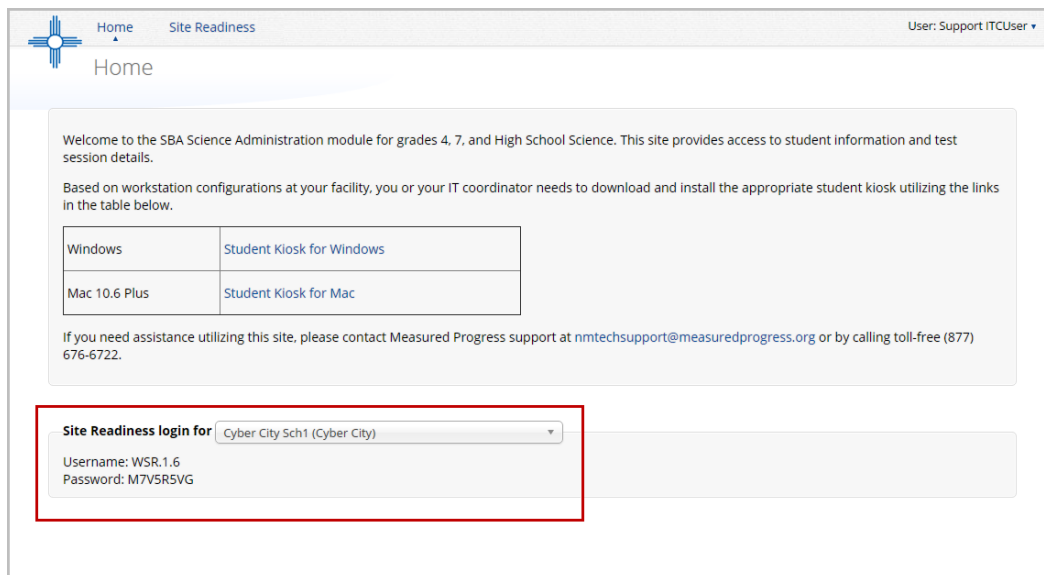 Home Site Readiness User: Support ITCUser
Home
Welcome to the SBA Science Administration module for grades 4, 7, and High School Science. This site provides access to student information and test
session details.
Based on workstation configurations at your facility, you or your IT coordinator needs to download and install the appropriate student kiosk utilizing the links
in the table below.
Windows Student Kiosk for Windows
Mac 10.6 Plus Student Kiosk for Mac
If you need assistance utilizing this site, please contact Measured Progress support at nmtechsupport@measuredprogress.org or by calling toll-free (877)
676-6722.
Site Readiness login for Cyber City Sch1 (Cyber City)
Username: WSR.1.6
Password: M7V5R5VG